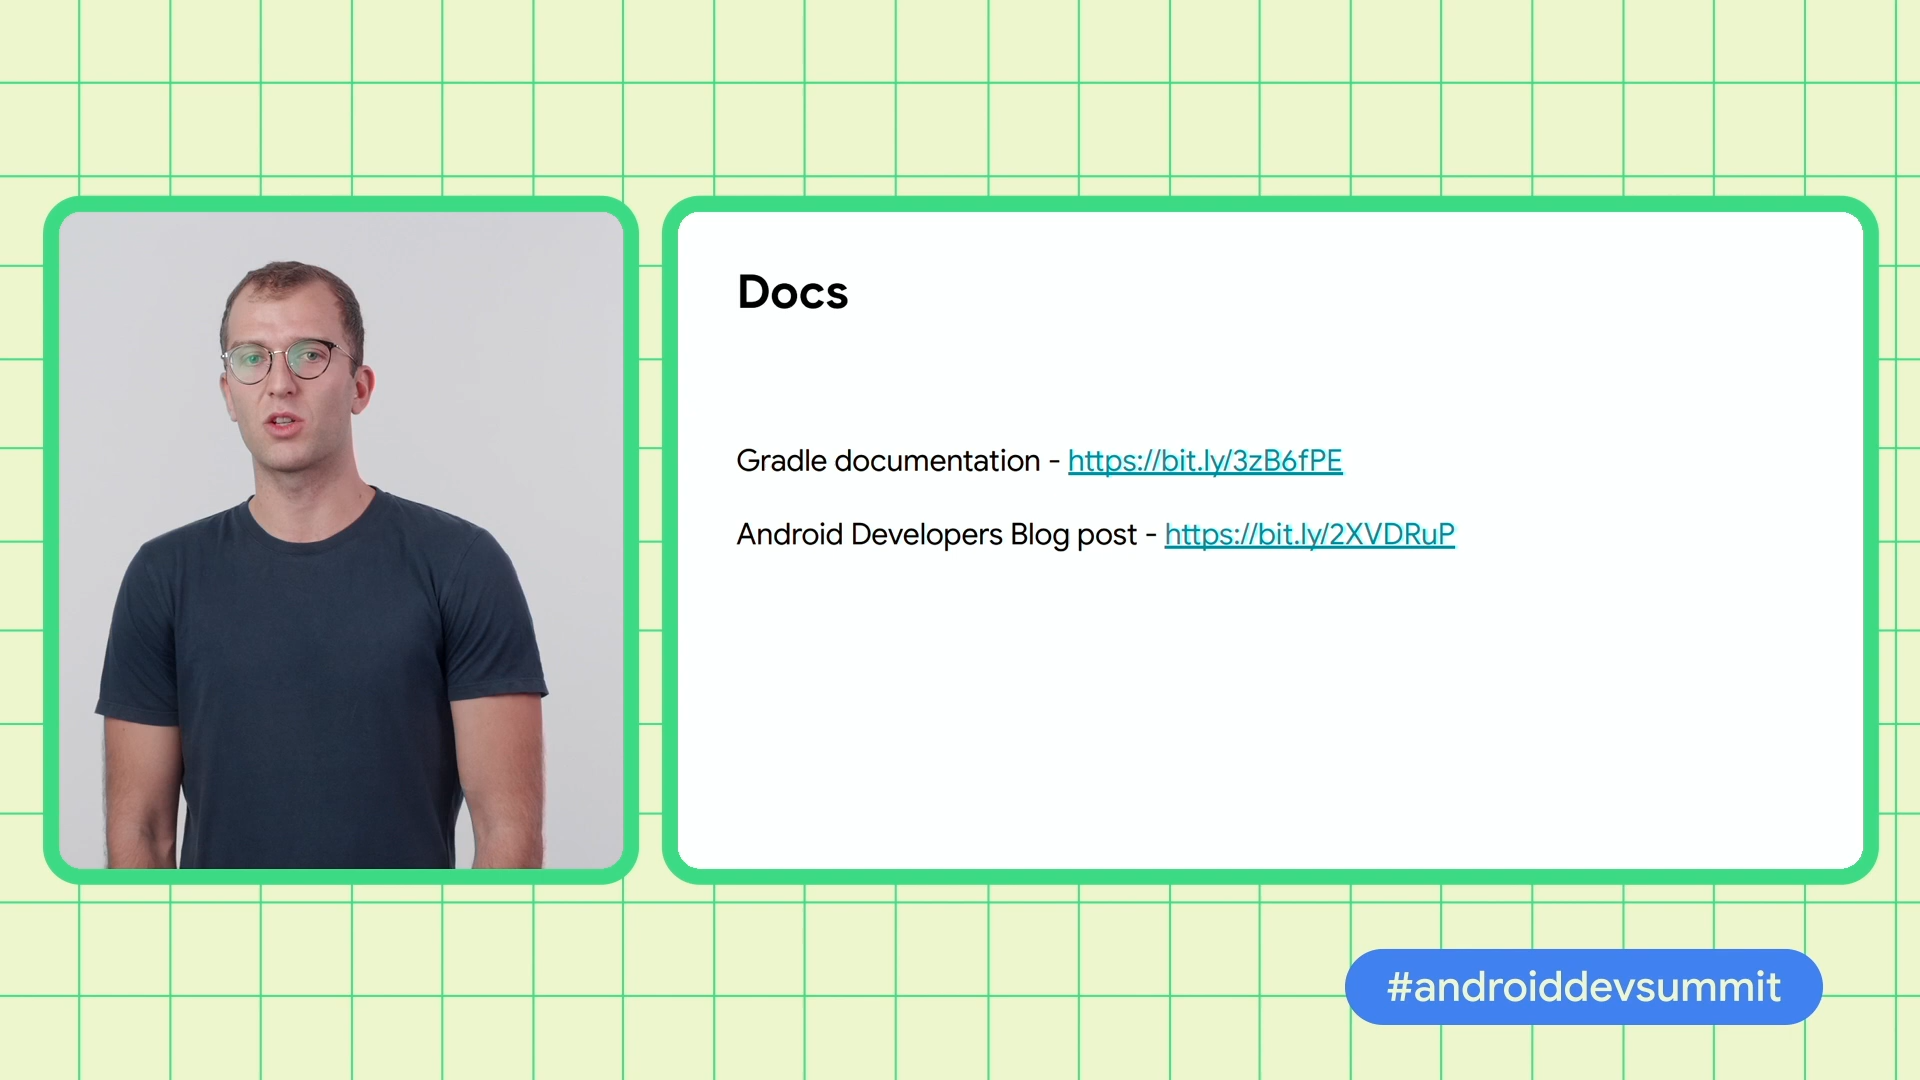 Docs
Gradle documentation - https://bit.ly/3zB6fPE
Android Developers Blog post - https://bit.ly/2XVDRuP
#androiddevsummit